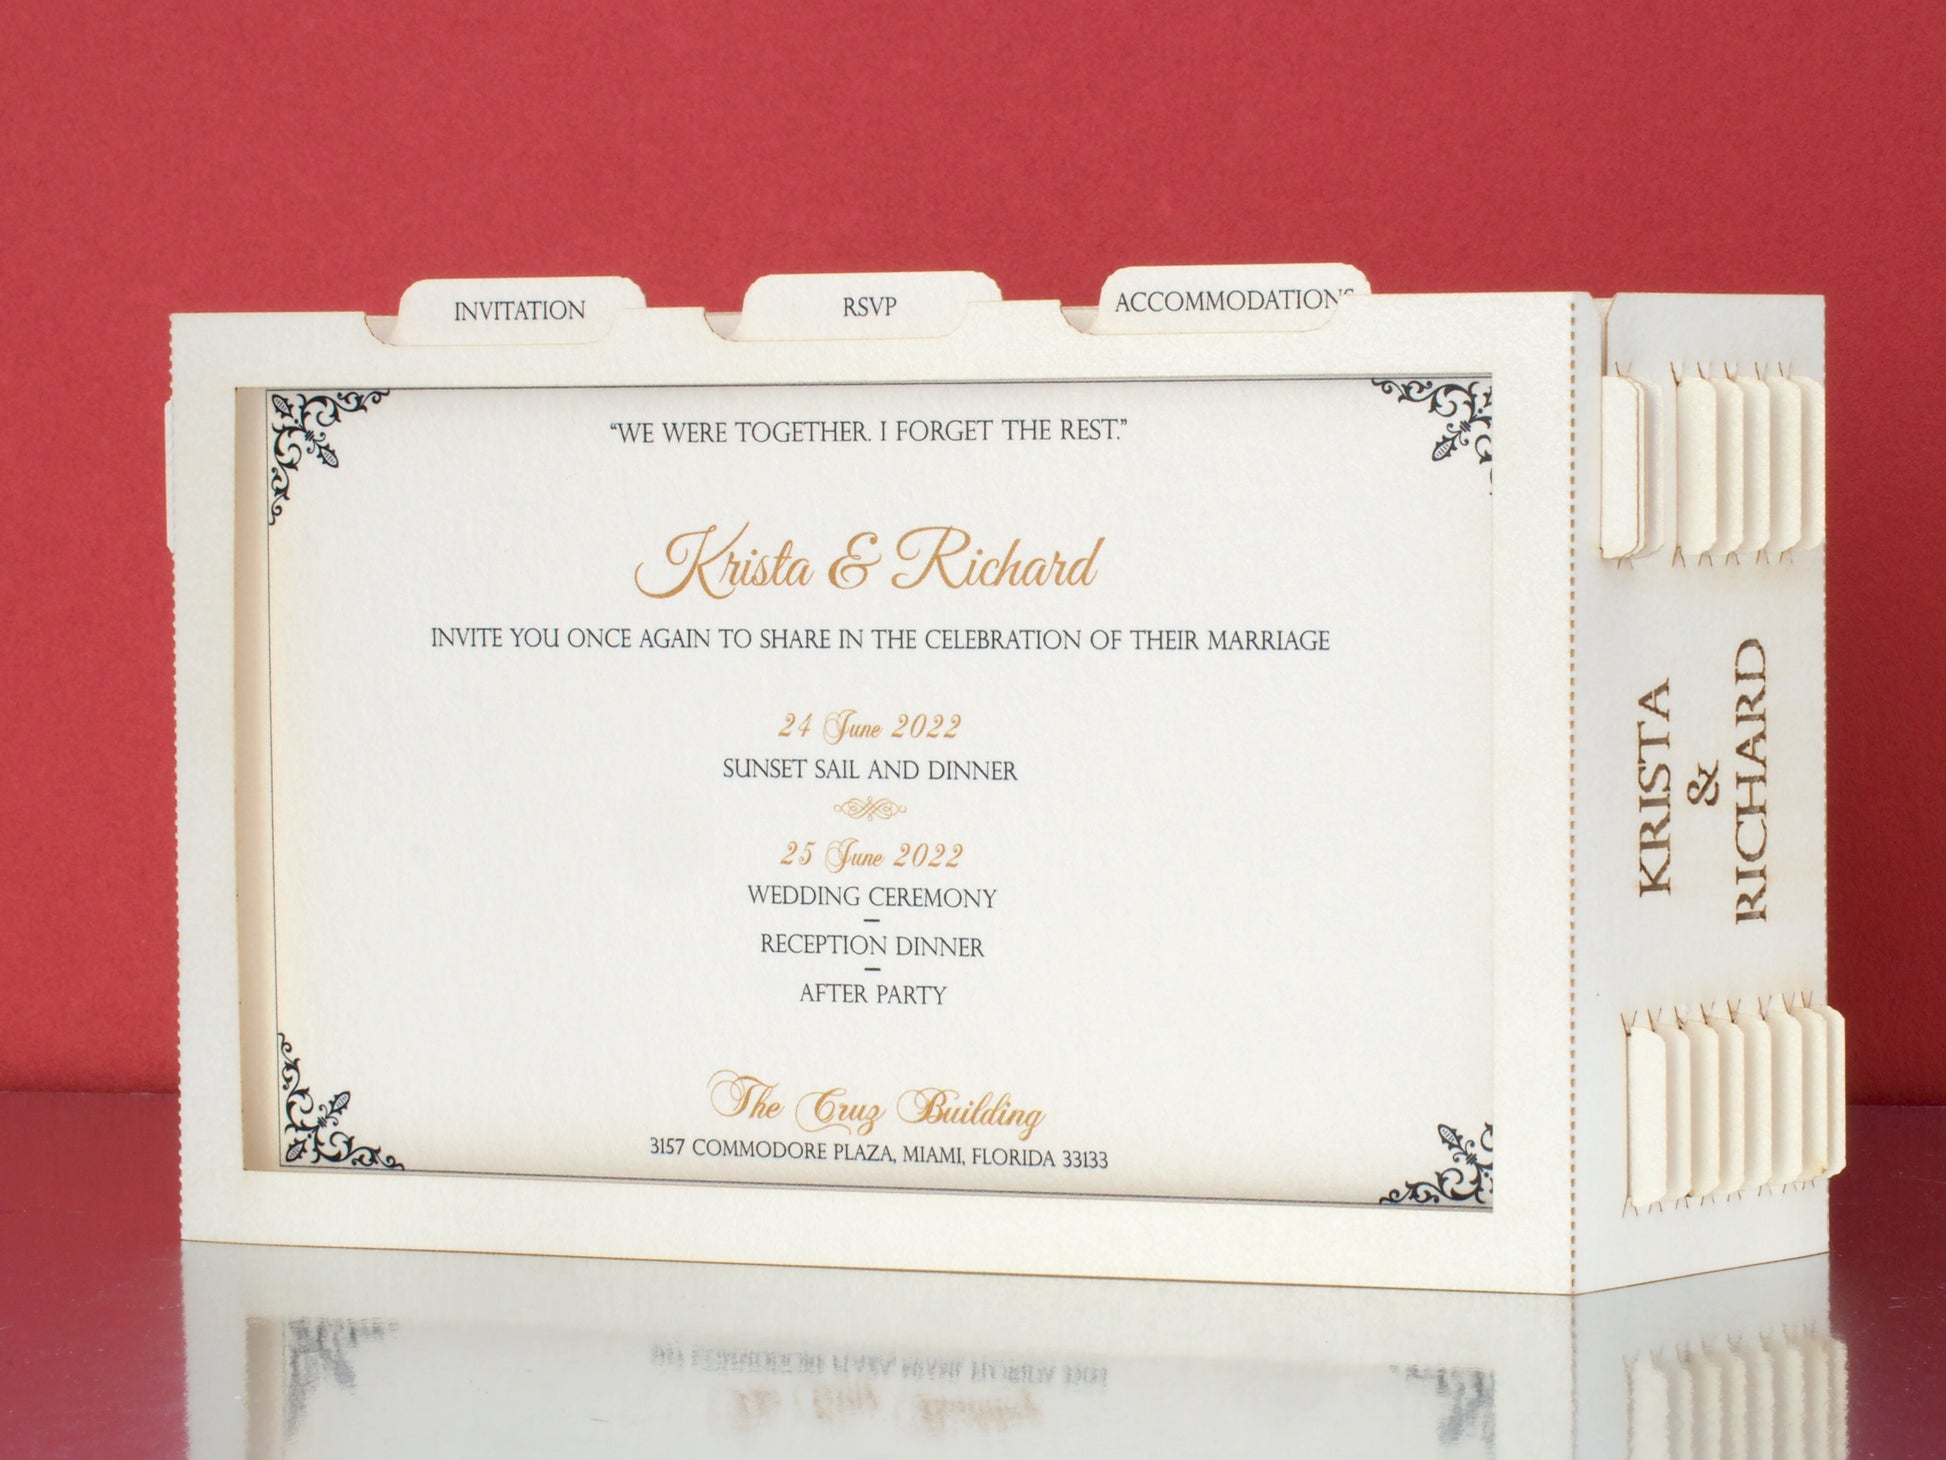 INVITATION
RSVP
ACCOMMODATIONS
“WE WERE TOGETHER. I FORGET THE REST.”
Krista & Richard
INVITE YOU ONCE AGAIN TO SHARE IN THE CELEBRATION OF THEIR MARRIAGE
24 June 2022
SUNSET SAIL AND DINNER
25 June 2022
WEDDING CEREMONY
–
RECEPTION DINNER
–
AFTER PARTY
The Cruz Building
3157 COMMODORE PLAZA, MIAMI, FLORIDA 33133
KRISTA
&
RICHARD